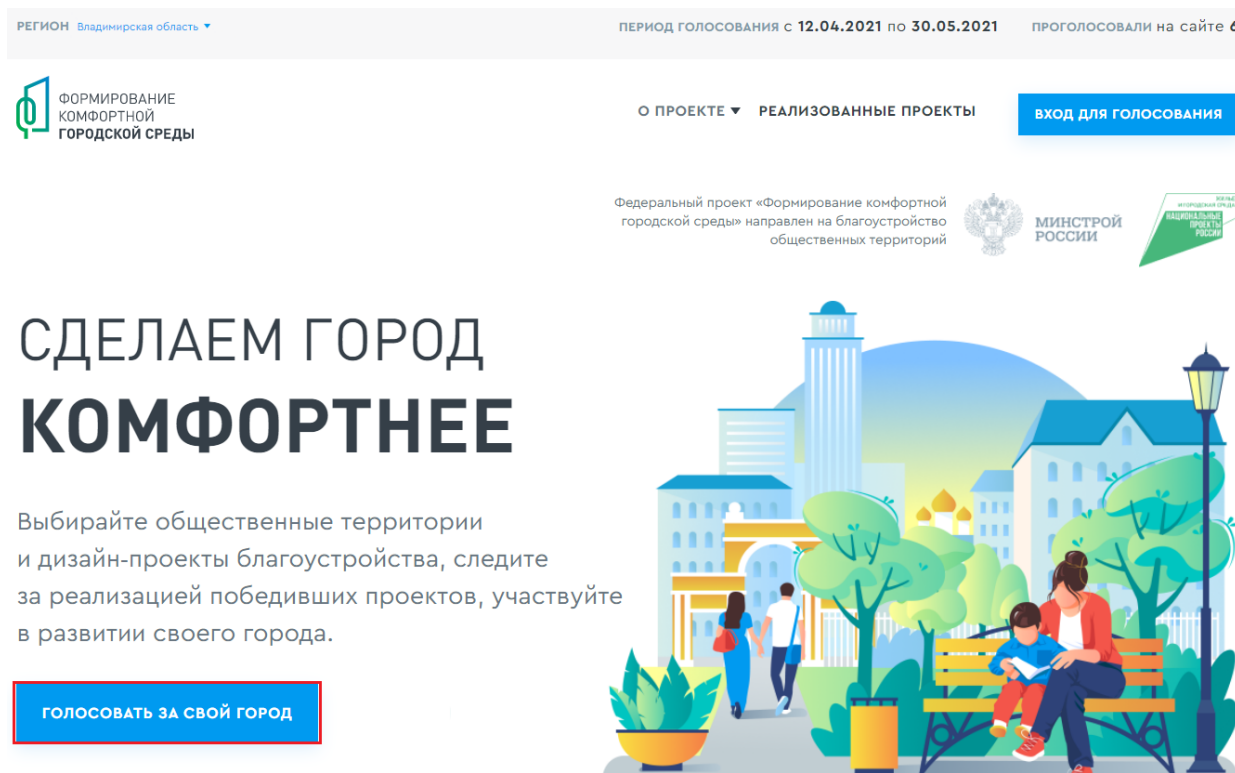 РЕГИОН Владимирская область
ПЕРИОД ГОЛОСОВАНИЯ с 12.04.2021 по 30.05.2021
ПРОГОЛОСОВАЛИ на сайте 6
ФОРМИРОВАНИЕ
КОМФОРТНОЙ
ГОРОДСКОЙ СРЕДЫ
О ПРОЕКТЕ
РЕАЛИЗОВАННЫЕ ПРОЕКТЫ
ВХОД ДЛЯ ГОЛОСОВАНИЯ
Федеральный проект «Формирование комфортной
городской среды» направлен на благоустройство
общественных территорий
МИНСТРОЙ
РОССИИ
И ГОРОДСКАЯ СРЕДА
НАЦИОНАЛЬНЫЕ
ПРОЕКТЫ
РОССИИ
СДЕЛАЕМ ГОРОД
КОМФОРТНЕЕ
Выбирайте общественные территории
и дизайн-проекты благоустройства, следите
за реализацией победивших проектов, участвуйте
в развитии своего города.
ГОЛОСОВАТЬ ЗА СВОЙ ГОРОД